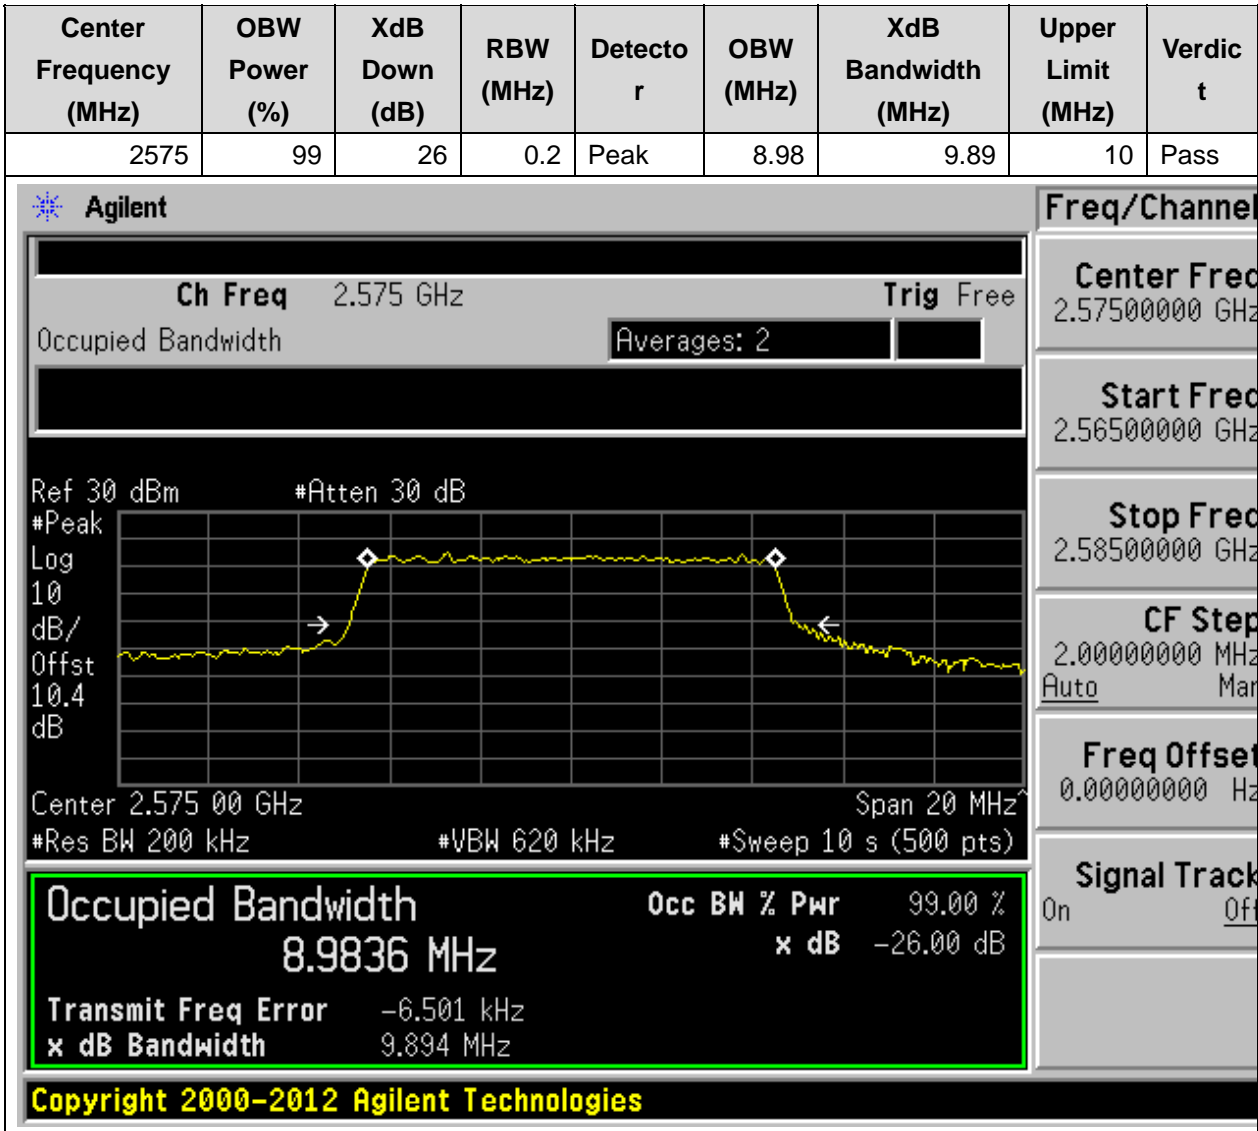 Center Frequency (MHz) OBW Power (%) XdB Down (dB) RBW (MHz) Detecto r OBW (MHz) XdB Bandwidth (MHz) Upper Limit (MHz) Verdic t
2575 99 26 0.2 Peak 8.98 9.89 10 Pass
Agilent
Freq/Channel
Ch Freq 2.575 GHz Trig Free
Occupied Bandwidth Averages: 2
Center Freq
2.57500000 GHz
Start Freq
2.56500000 GHz
Stop Freq
2.58500000 GHz
CF Step
2.00000000 MHz
Auto Man
Freq Offset
0.00000000 Hz
Signal Track
On Off
Ref 30 dBm #Atten 30 dB
#Peak
Log
10
dB/
Offst
10.4
dB
Center 2.575 00 GHz Span 20 MHz^
#Res BW 200 kHz #VBW 620 kHz #Sweep 10 s (500 pts)
Occupied Bandwidth Occ BW % Pwr 99.00 %
8.9836 MHz x dB -26.00 dB
Transmit Freq Error -6.501 kHz
x dB Bandwidth 9.894 MHz
Copyright 2000-2012 Agilent Technologies